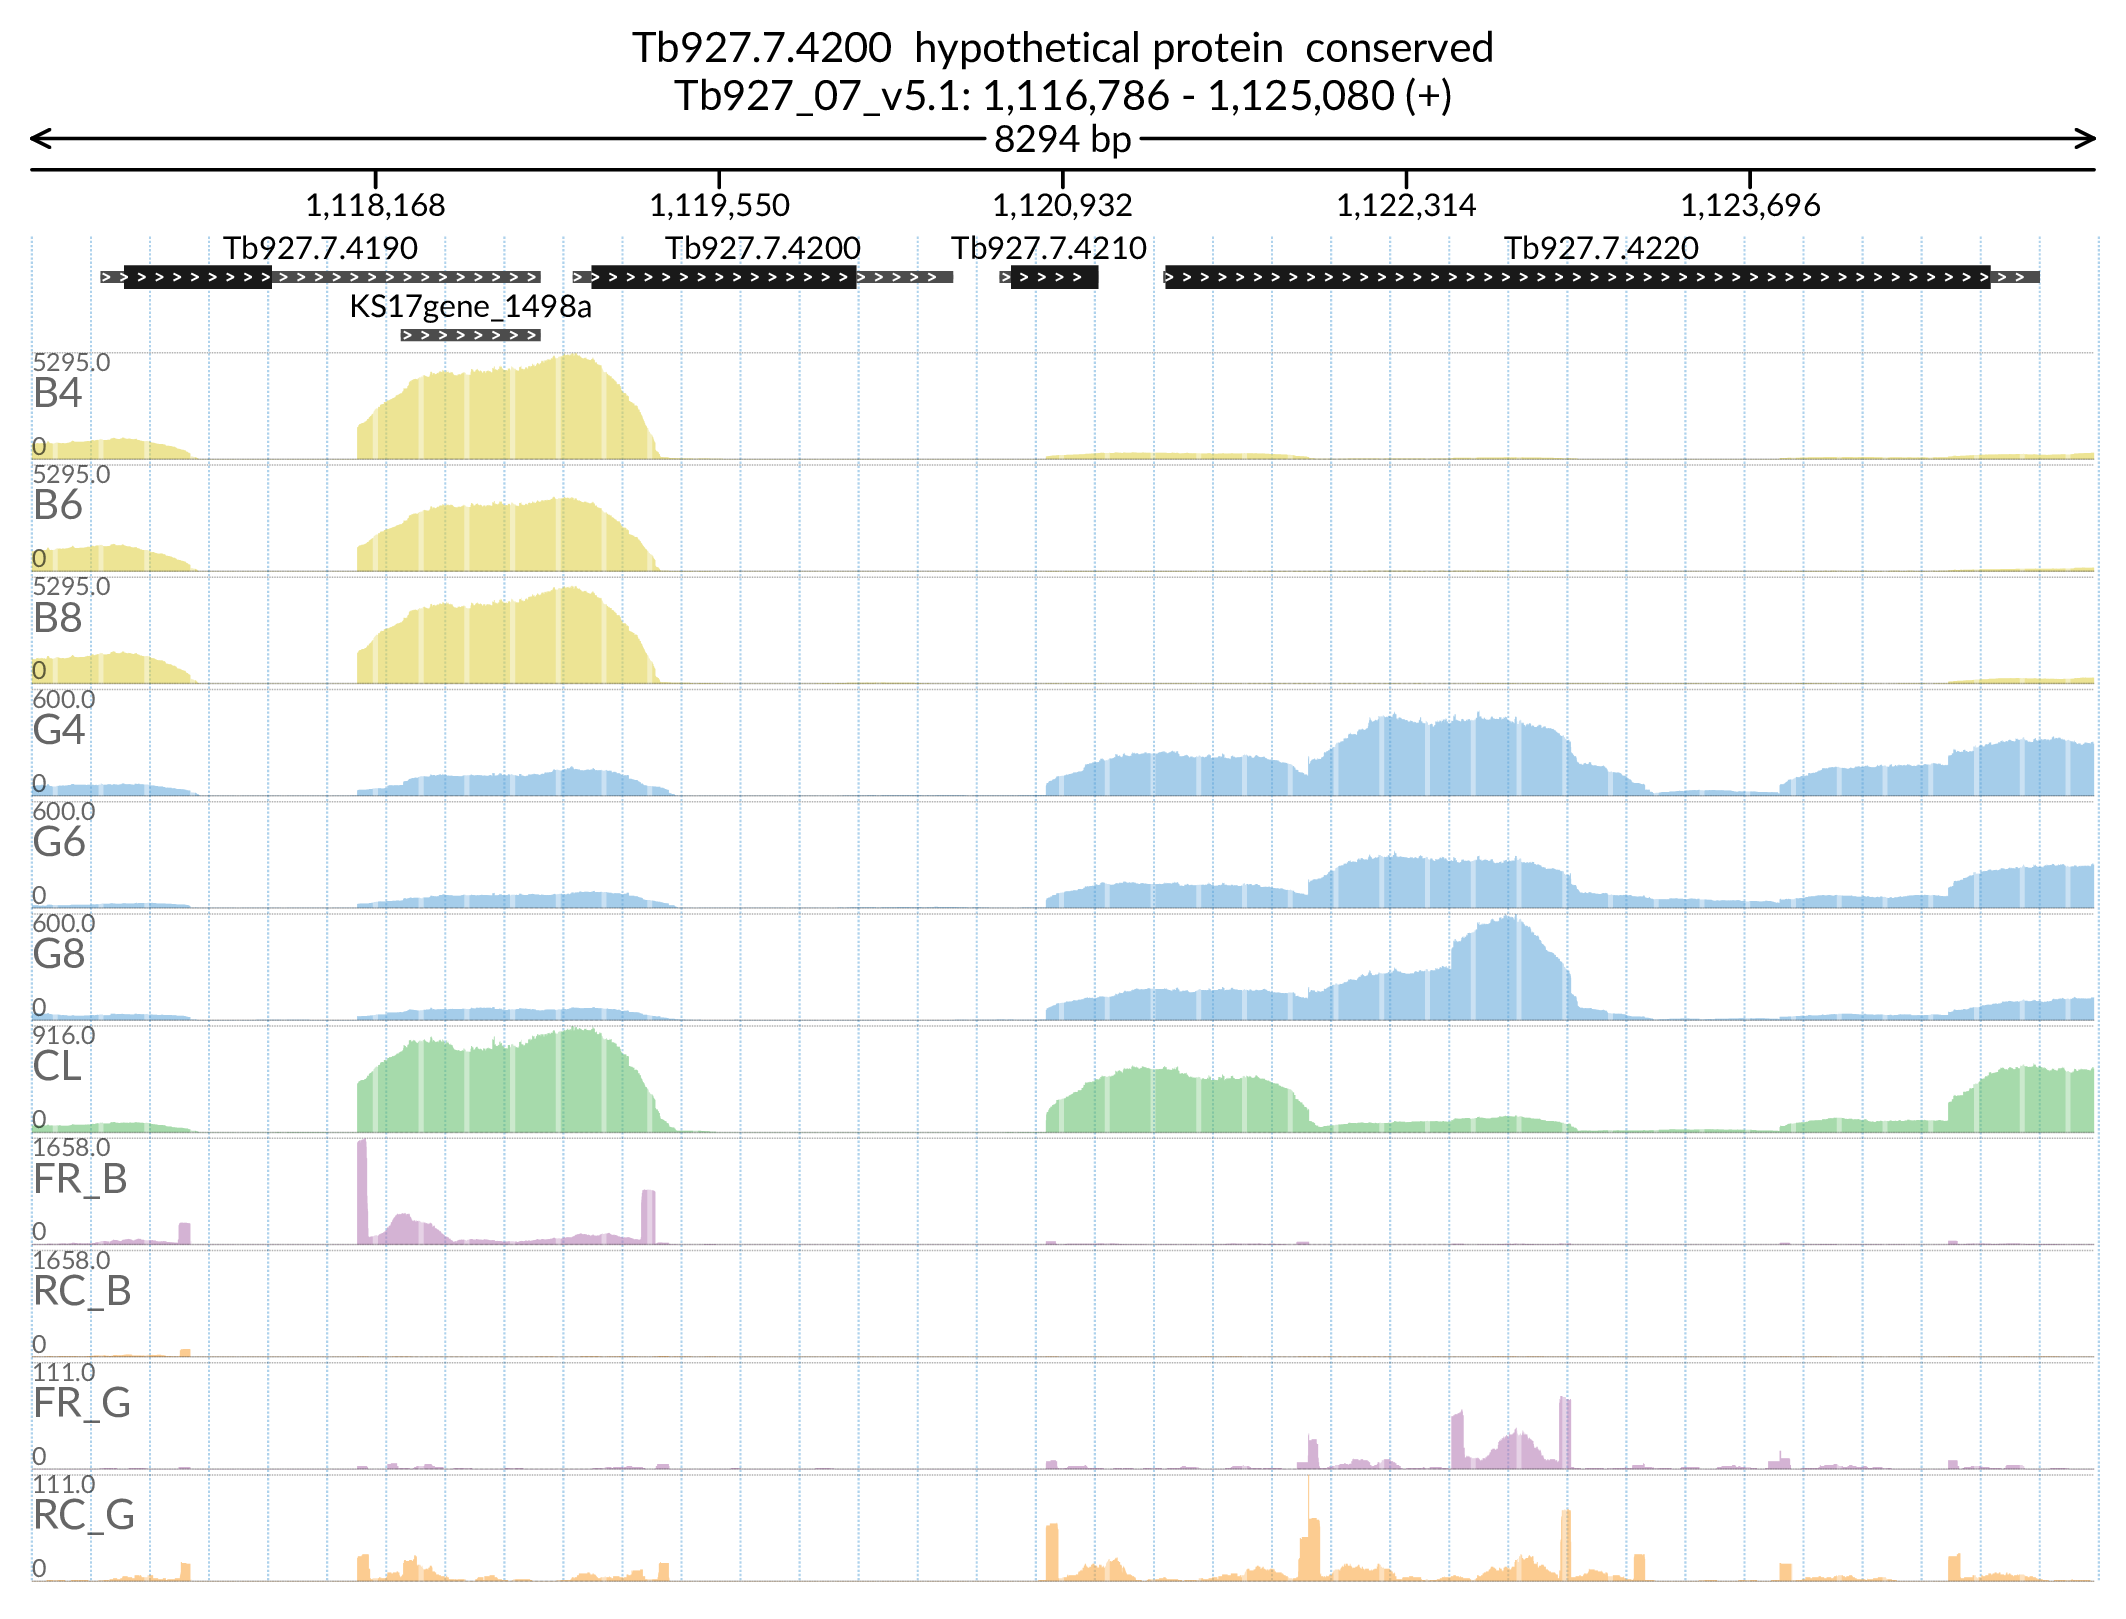 Tb927.7.4200  hypothetical protein  conserved
Tb927_07_v5.1: 1,116,786 - 1,125,080 (+)
8294 bp
1,118,168 1,119,550 1,120,932 1,122,314 1,123,696
Tb927.7.4190 Tb927.7.4200 Tb927.7.4210 Tb927.7.4220
KS17gene_1498a
5295.0
B4
0
5295.0
B6
0
5295.0
B8
0
600.0
G4
0
600.0
G6
0
600.0
G8
0
916.0
CL
0
1658.0
FR_B
0
1658.0
RC_B
0
111.0
FR_G
0
111.0
RC_G
0